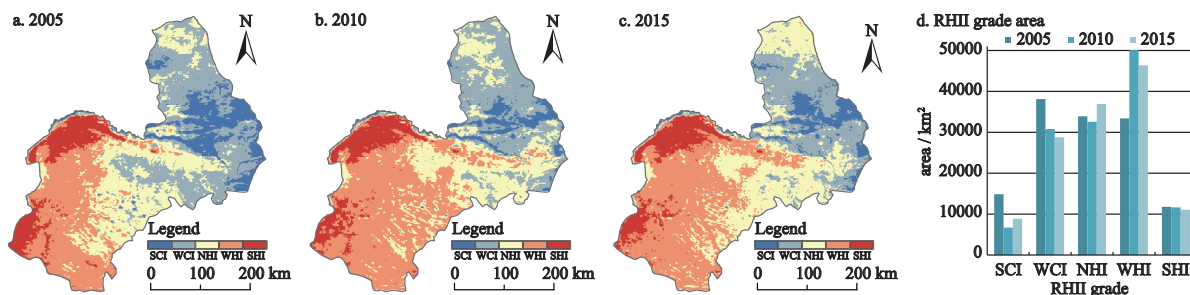 a. 2005
N
Legend
SCI WCI NHI WHI SHI
0 100 200 km
b. 2010
N
Legend
SCI WCI NHI WHI SHI
0 100 200 km
c. 2015
N
Legend
SCI WCI NHI WHI SHI
0 100 200 km
d. RHII grade area
2005 2010 2015
50000
40000
30000
20000
10000
0
area / km²
SCI WCI NHI WHI SHI
RHII grade